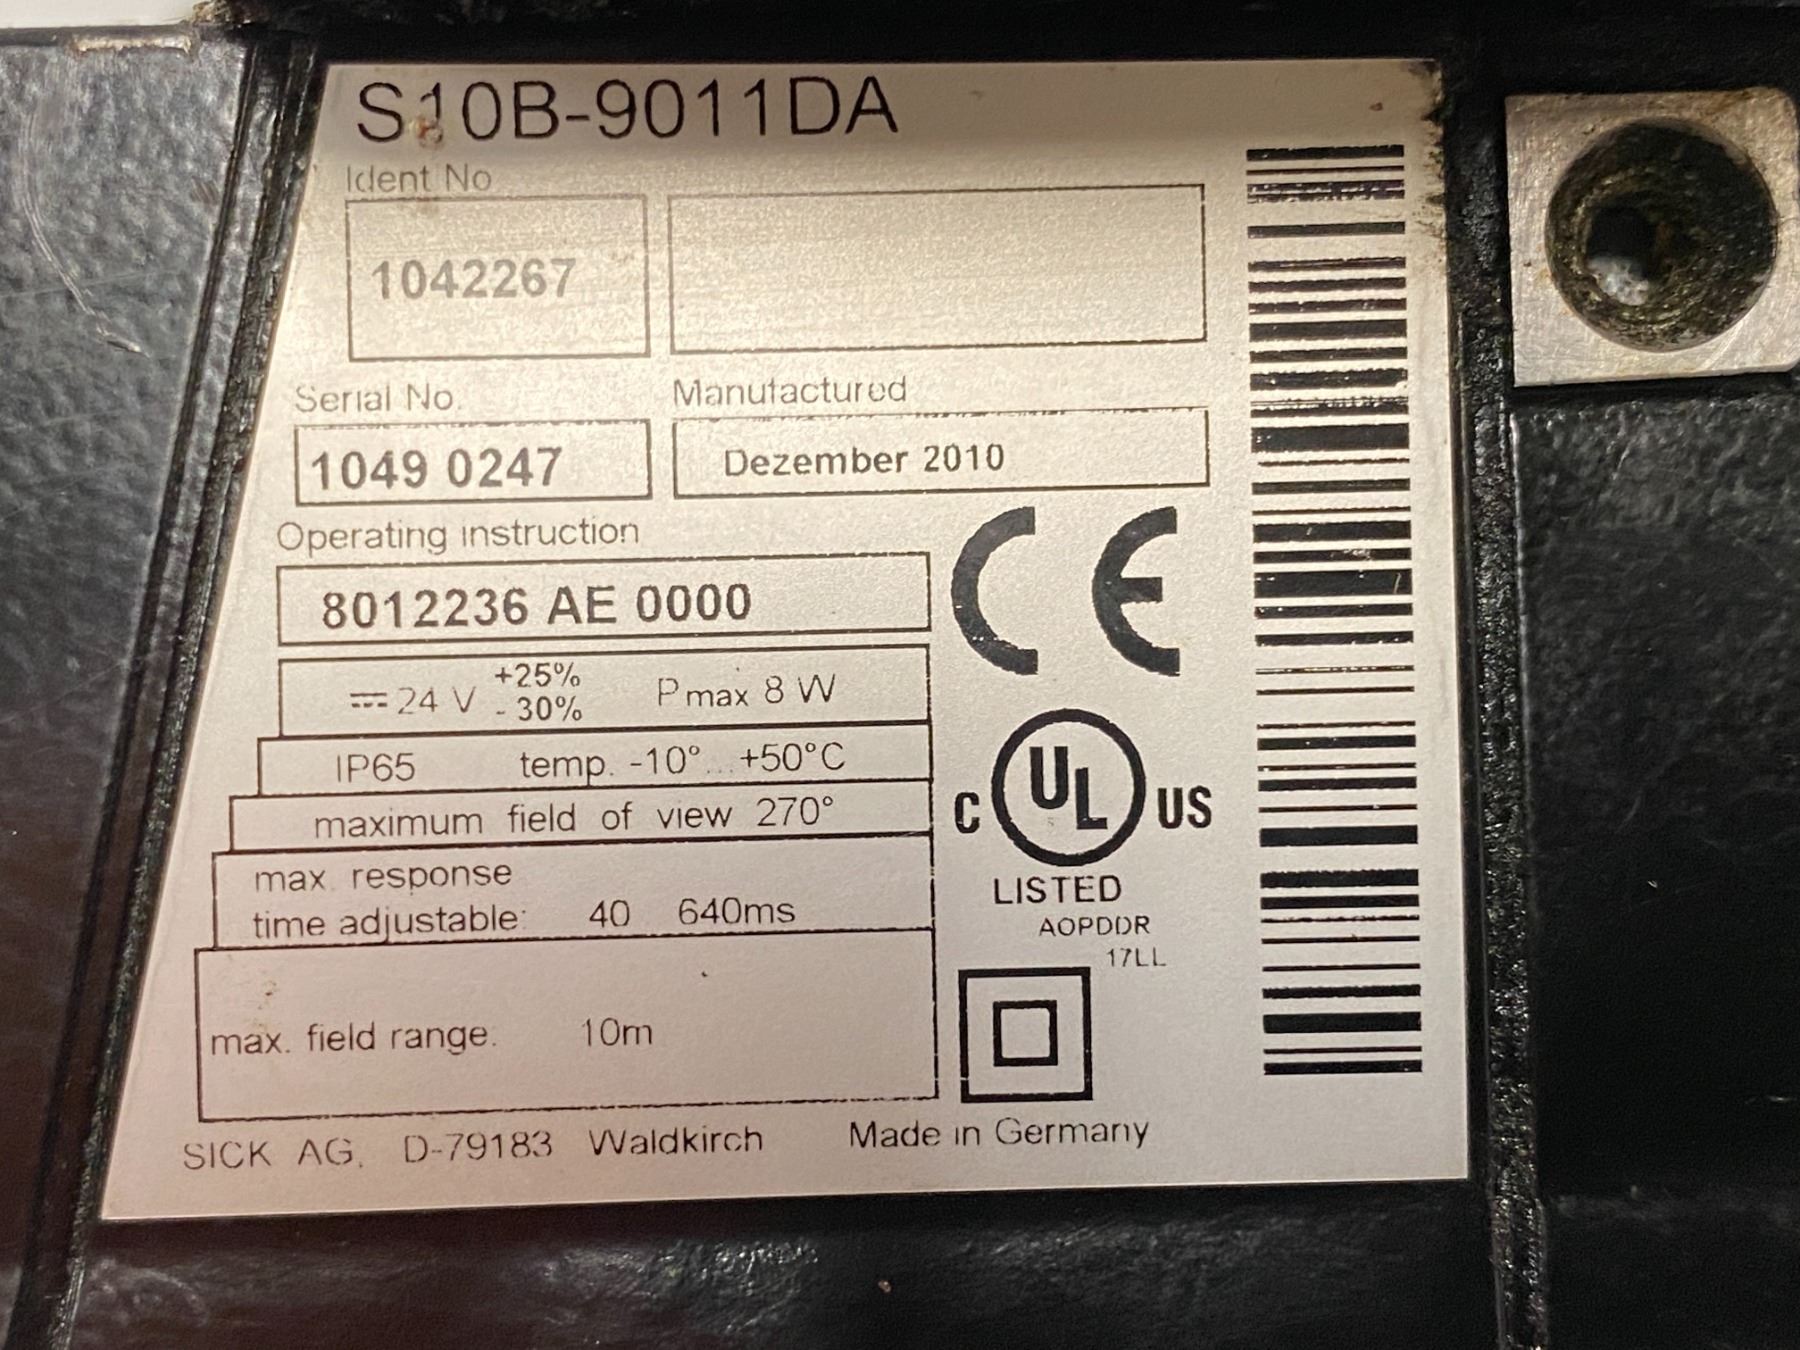 S10B-9011DA
Ident No
1042267
Serial No. Manufactured
1049 0247 Dezember 2010
Operating instruction
8012236 AE 0000
CE
⎓ 24 V +25% - 30% P max 8 W
IP65 temp. -10°...+50°C
maximum field of view 270°
C UL US
LISTED
AOPDDR
17LL
max. response
time adjustable: 40 640ms
max. field range. 10m
SICK AG, D-79183 Waldkirch Made in Germany